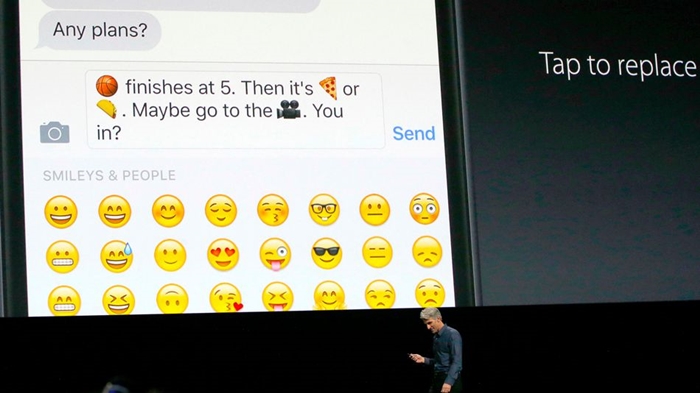 Any plans?
🏀 finishes at 5. Then it's 🍕 or
🌮. Maybe go to the 🎥. You
in?
Send
SMILEYS & PEOPLE
Tap to replace